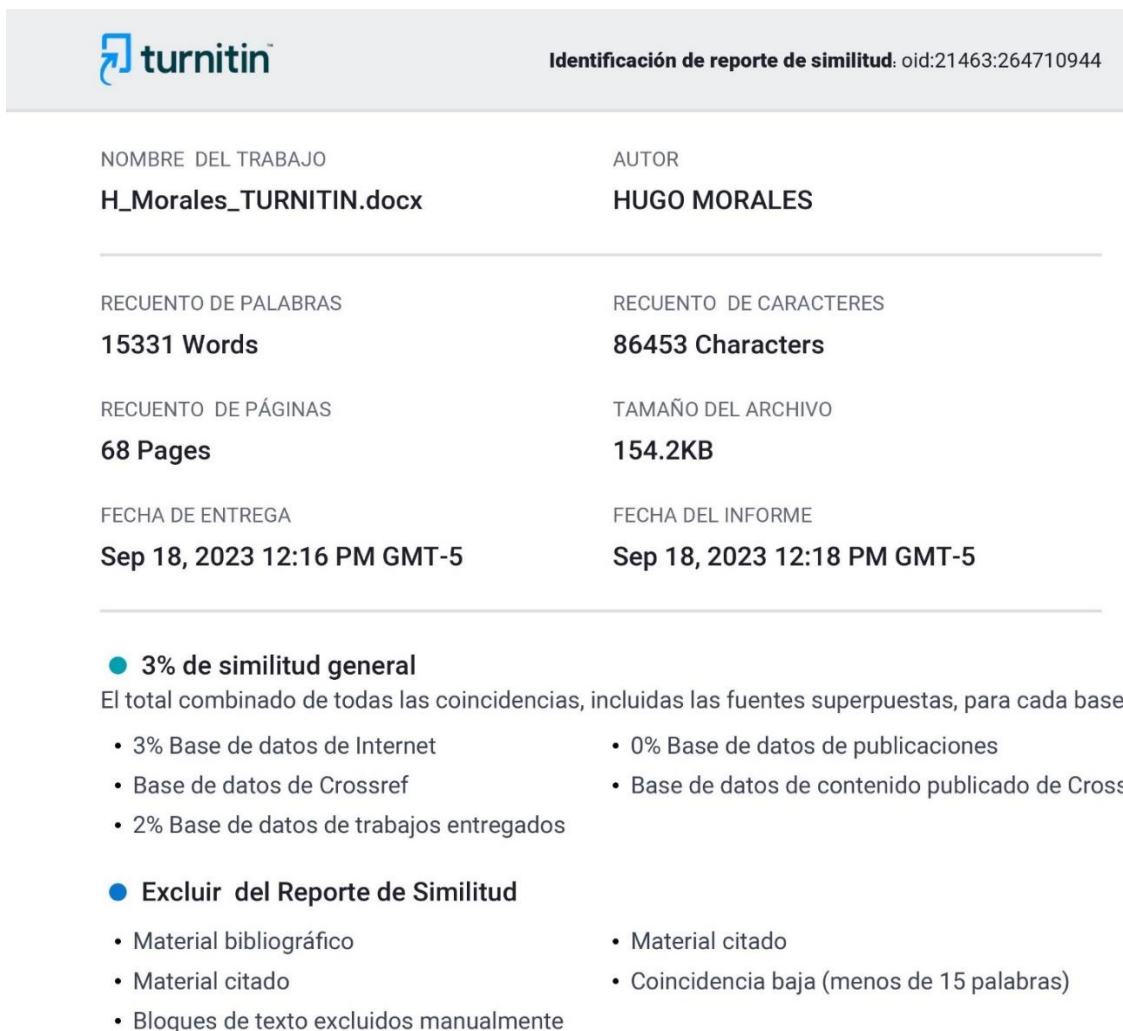 turnitin
Identificación de reporte de similitud: oid:21463:264710944
NOMBRE DEL TRABAJO
H_Morales_TURNITIN.docx
AUTOR
HUGO MORALES
RECUENTO DE PALABRAS
15331 Words
RECUENTO DE CARACTERES
86453 Characters
RECUENTO DE PÁGINAS
68 Pages
TAMAÑO DEL ARCHIVO
154.2KB
FECHA DE ENTREGA
Sep 18, 2023 12:16 PM GMT-5
FECHA DEL INFORME
Sep 18, 2023 12:18 PM GMT-5
● 3% de similitud general
El total combinado de todas las coincidencias, incluidas las fuentes superpuestas, para cada base
• 3% Base de datos de Internet
• 0% Base de datos de publicaciones
• Base de datos de Crossref
• Base de datos de contenido publicado de Cross
• 2% Base de datos de trabajos entregados
● Excluir del Reporte de Similitud
• Material bibliográfico
• Material citado
• Material citado
• Coincidencia baja (menos de 15 palabras)
• Bloques de texto excluidos manualmente